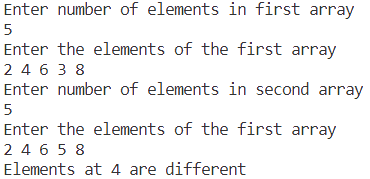 Enter number of elements in first array
5
Enter the elements of the first array
2 4 6 3 8
Enter number of elements in second array
5
Enter the elements of the first array
2 4 6 5 8
Elements at 4 are different